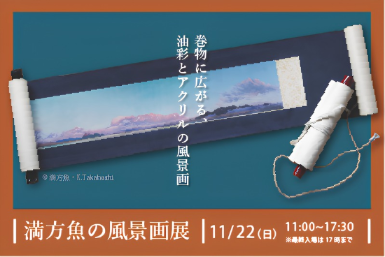 巻物に広がる、
油彩とアクリルの風景画
©満方魚・K.Takahashi
満方魚の風景画展
11/22(日)
11:00~17:30
※最終入場は17時まで